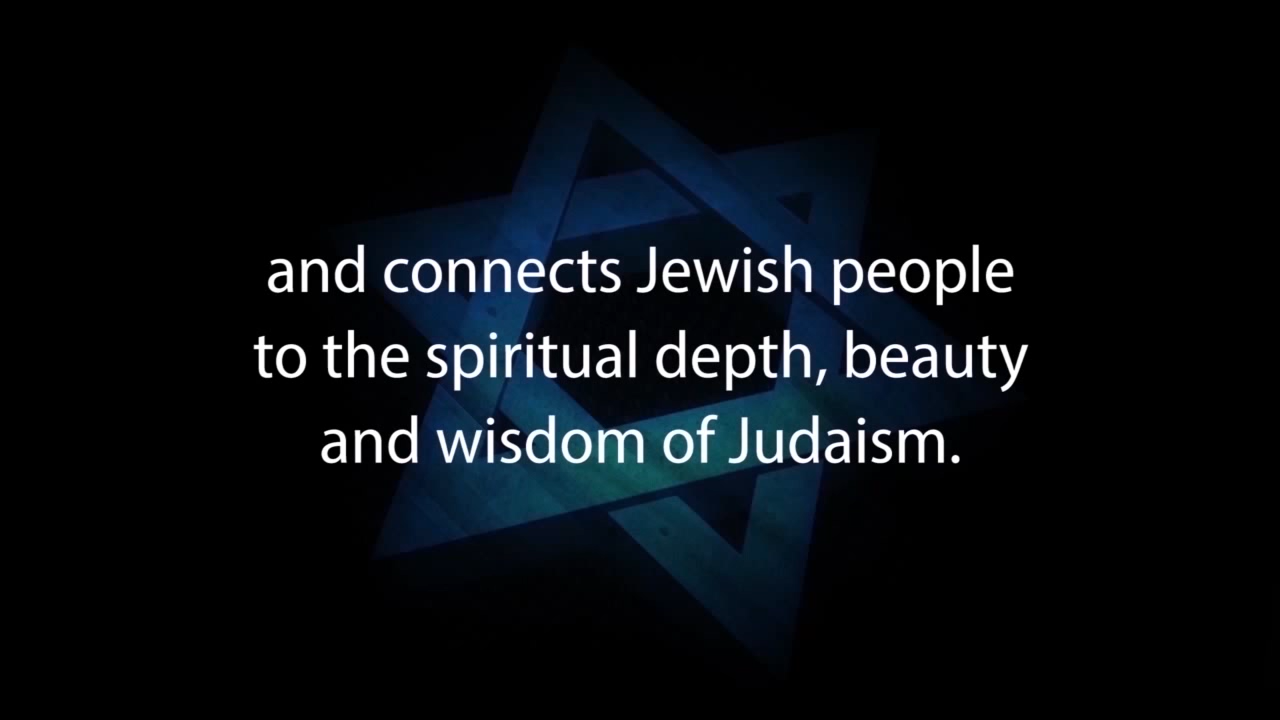 and connects Jewish people
to the spiritual depth, beauty
and wisdom of Judaism.